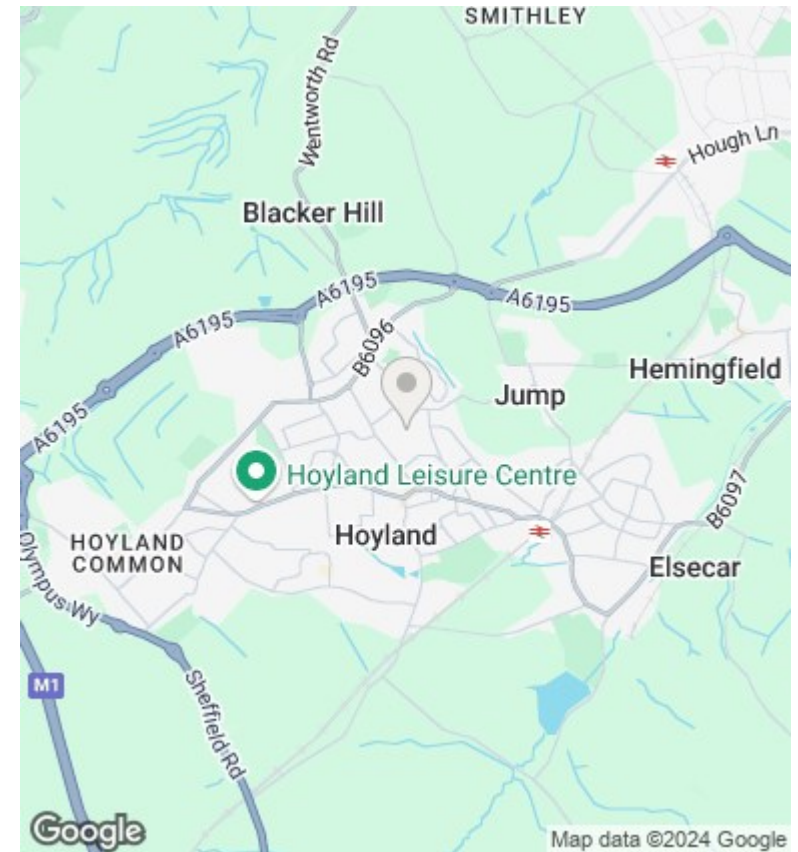 SMITHLEY
Wentworth Rd
Hough Ln
Blacker Hill
A6195
A6195
A6195
B6096
Hemingfield
Jump
A6195
Hoyland Leisure Centre
B6097
Hoyland
HOYLAND
COMMON
Elsecar
Olympus Wy
M1
Sheffield Rd
Google
Map data ©2024 Google